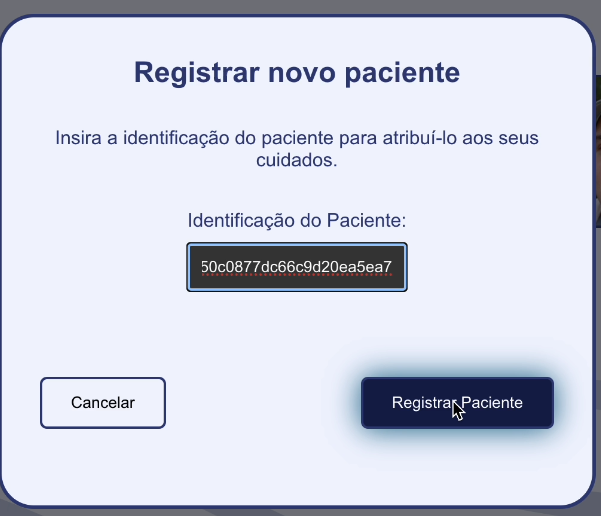 Registrar novo paciente
Insira a identificação do paciente para atribuí-lo aos seus
cuidados.
Identificação do Paciente:
50c0877dc66c9d20ea5ea7
Cancelar
Registrar Paciente